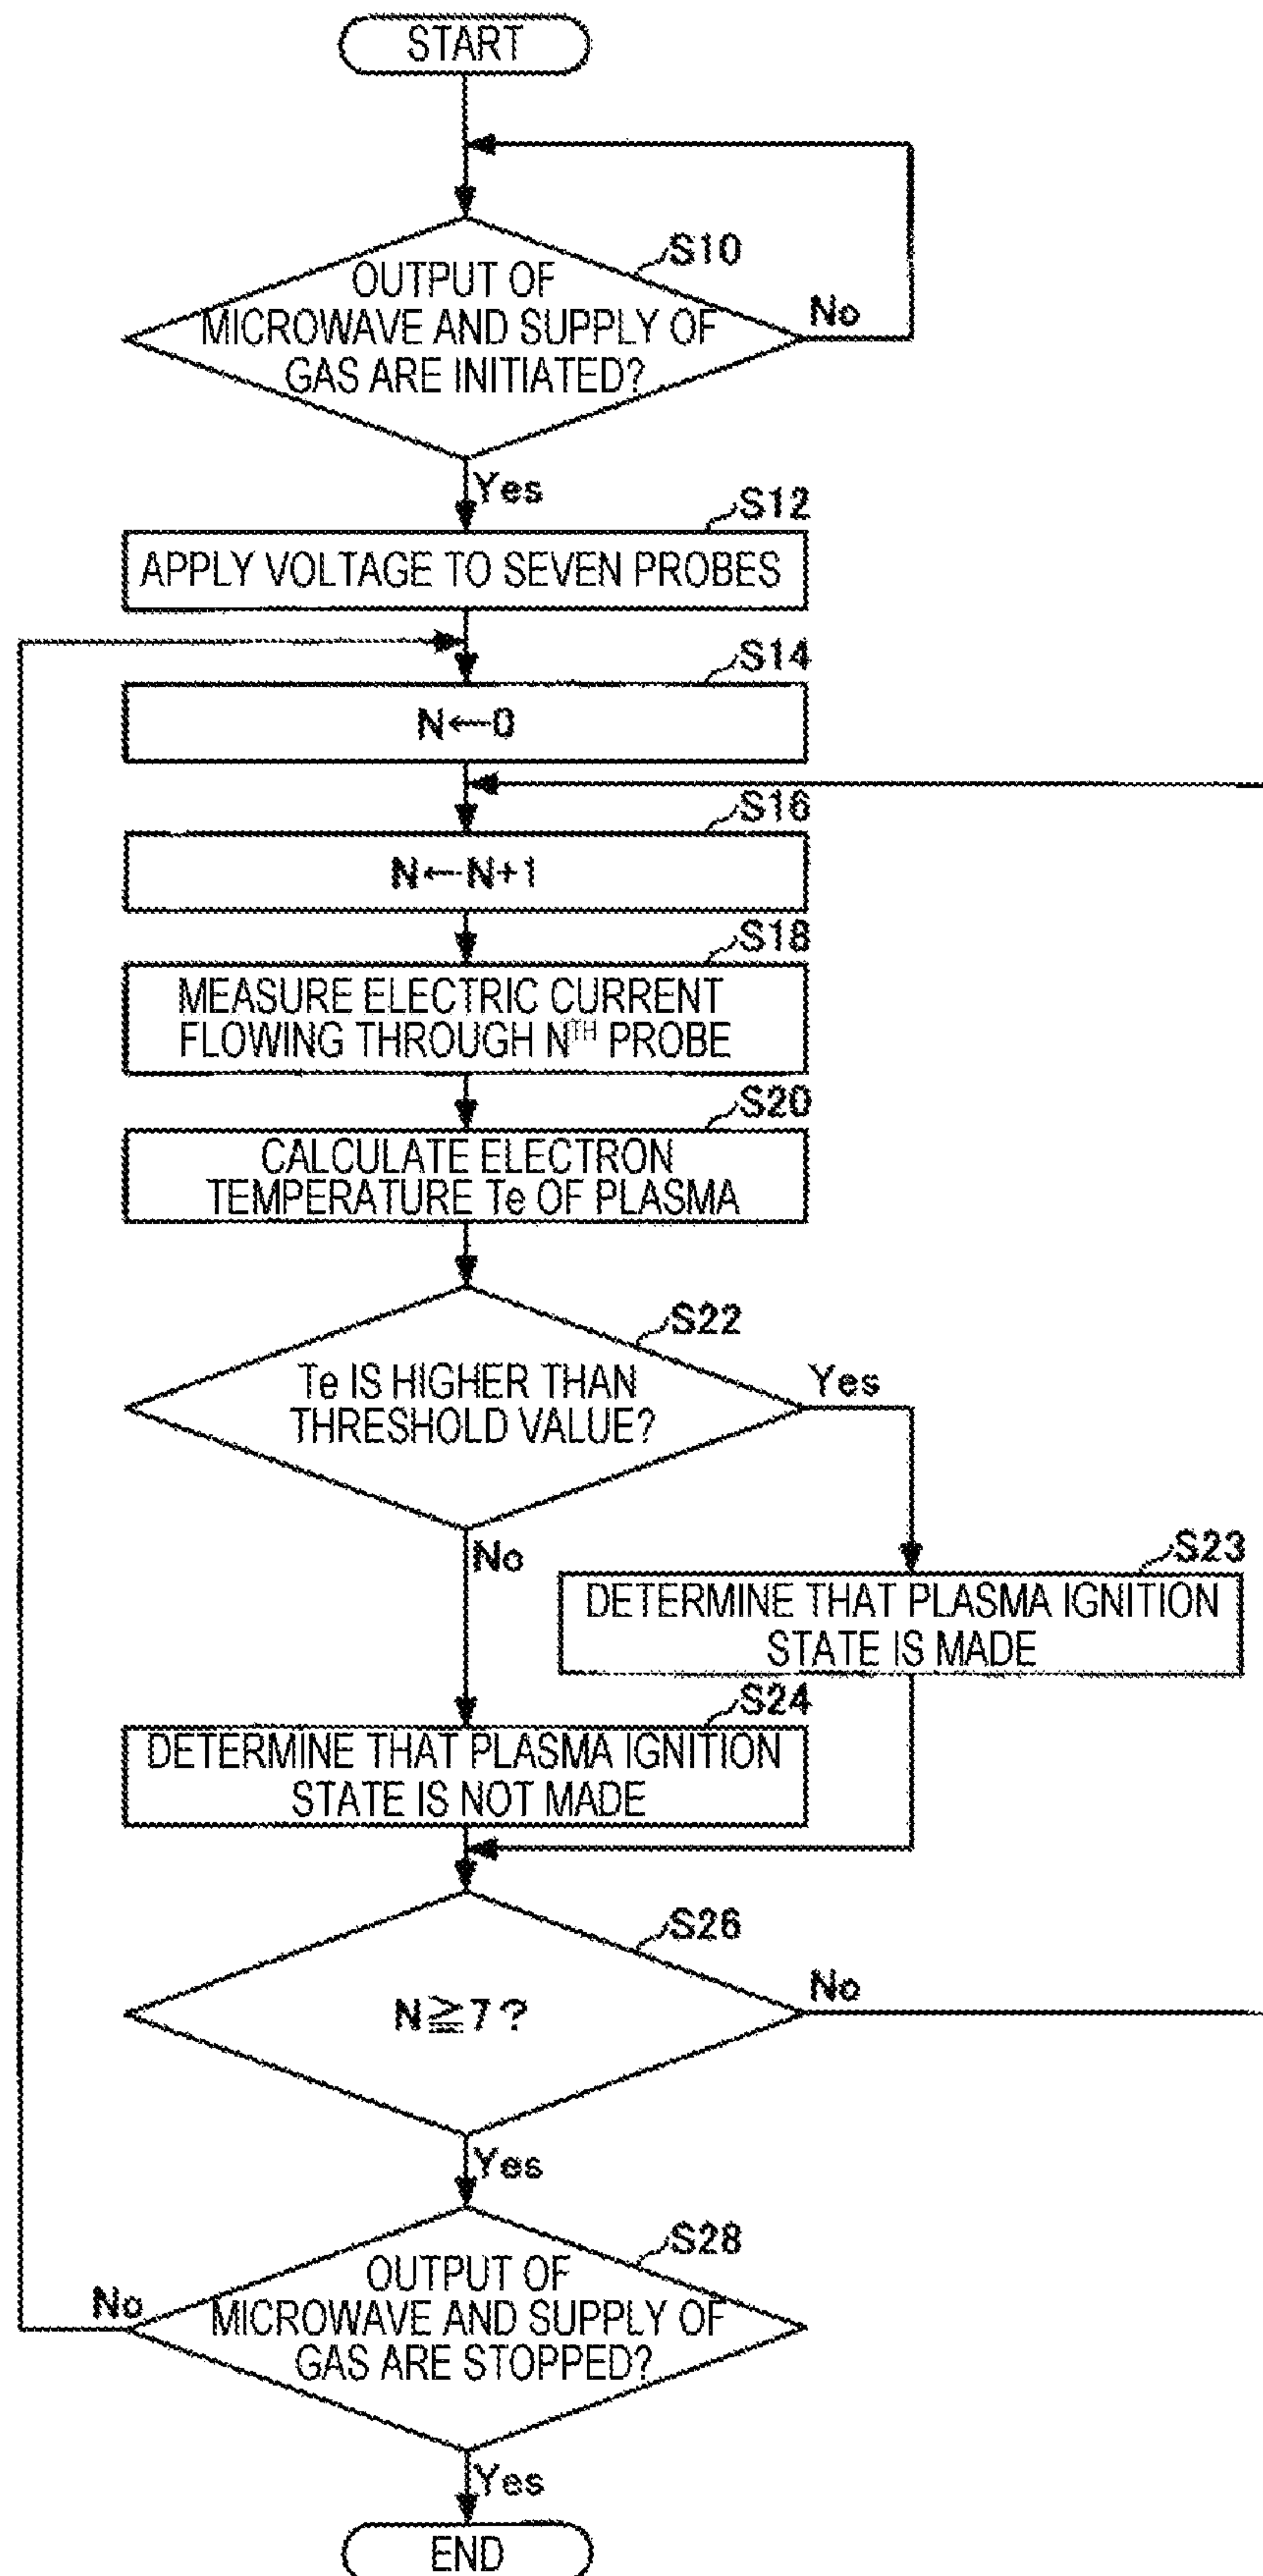 START
S10
OUTPUT OF
MICROWAVE AND SUPPLY OF
GAS ARE INITIATED?
No
Yes
S12
APPLY VOLTAGE TO SEVEN PROBES
S14
N←0
S16
N←N+1
S18
MEASURE ELECTRIC CURRENT
FLOWING THROUGH Nᵀᴴ PROBE
S20
CALCULATE ELECTRON
TEMPERATURE Te OF PLASMA
S22
Te IS HIGHER THAN
THRESHOLD VALUE?
Yes
No
S23
DETERMINE THAT PLASMA IGNITION
STATE IS MADE
S24
DETERMINE THAT PLASMA IGNITION
STATE IS NOT MADE
S26
N≧7?
No
Yes
S28
OUTPUT OF
MICROWAVE AND SUPPLY OF
GAS ARE STOPPED?
No
Yes
END